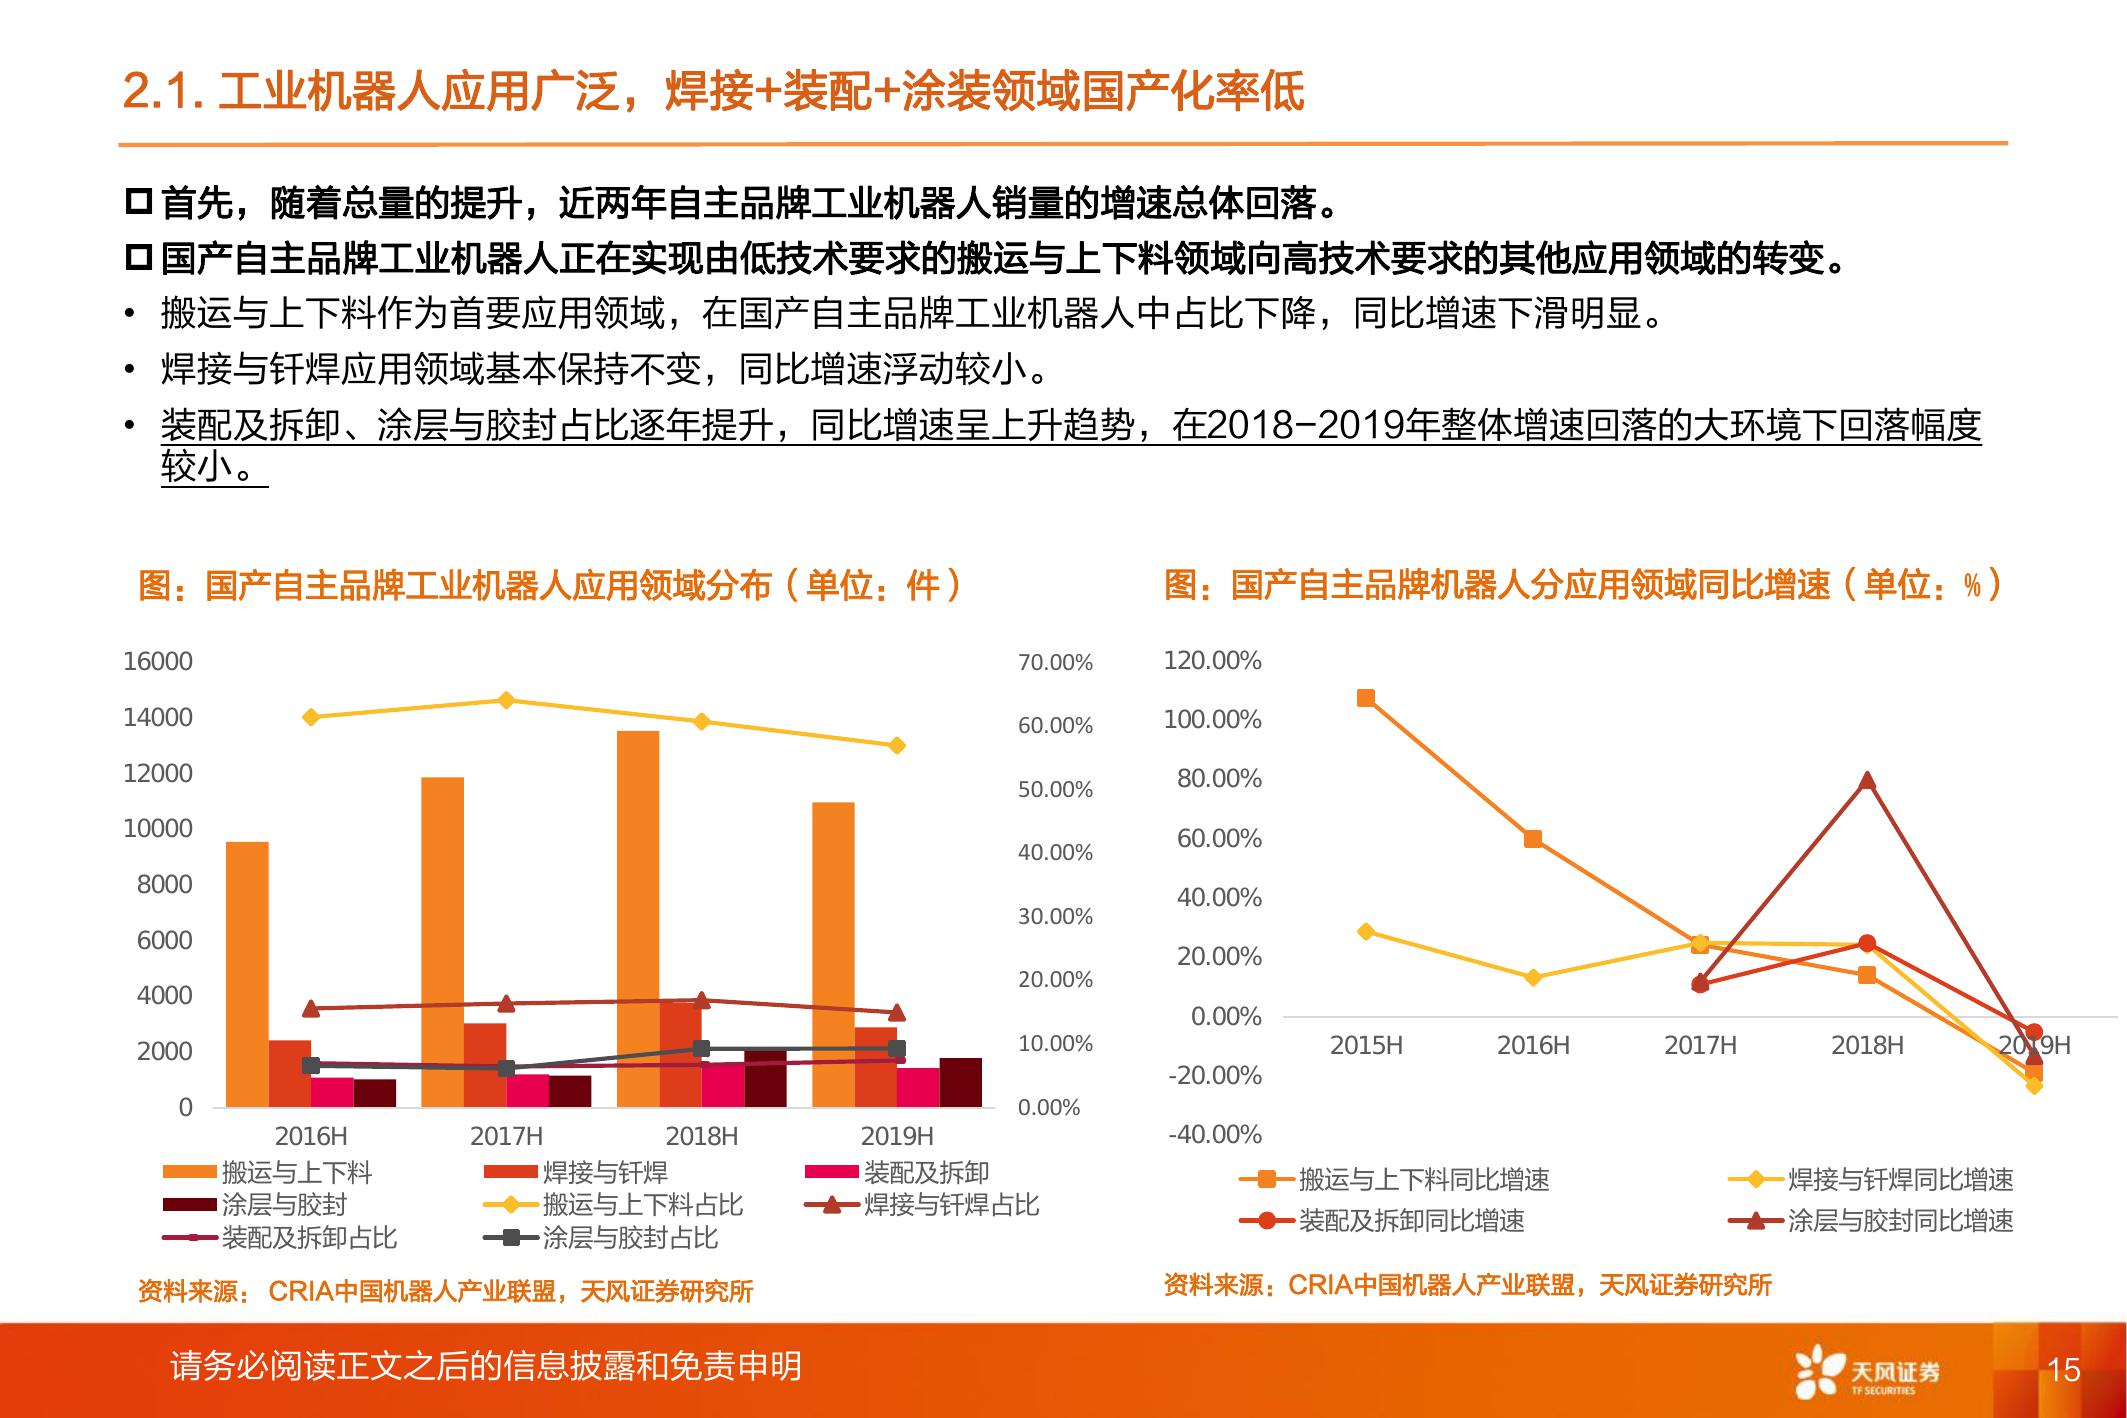 2.1. 工业机器人应用广泛，焊接+装配+涂装领域国产化率低
首先，随着总量的提升，近两年自主品牌工业机器人销量的增速总体回落。
国产自主品牌工业机器人正在实现由低技术要求的搬运与上下料领域向高技术要求的其他应用领域的转变。
• 搬运与上下料作为首要应用领域，在国产自主品牌工业机器人中占比下降，同比增速下滑明显。
• 焊接与钎焊应用领域基本保持不变，同比增速浮动较小。
• 装配及拆卸、涂层与胶封占比逐年提升，同比增速呈上升趋势，在2018-2019年整体增速回落的大环境下回落幅度
较小。
图：国产自主品牌工业机器人应用领域分布（单位：件）
16000
14000
12000
10000
8000
6000
4000
2000
0
70.00%
60.00%
50.00%
40.00%
30.00%
20.00%
10.00%
0.00%
2016H 2017H 2018H 2019H
搬运与上下料 焊接与钎焊 装配及拆卸
涂层与胶封 搬运与上下料占比 焊接与钎焊占比
装配及拆卸占比 涂层与胶封占比
资料来源： CRIA中国机器人产业联盟，天风证券研究所
图：国产自主品牌机器人分应用领域同比增速（单位：%）
120.00%
100.00%
80.00%
60.00%
40.00%
20.00%
0.00%
-20.00%
-40.00%
2015H 2016H 2017H 2018H 2019H
搬运与上下料同比增速 焊接与钎焊同比增速
装配及拆卸同比增速 涂层与胶封同比增速
资料来源：CRIA中国机器人产业联盟，天风证券研究所
请务必阅读正文之后的信息披露和免责申明
天风证券
TF SECURITIES
15